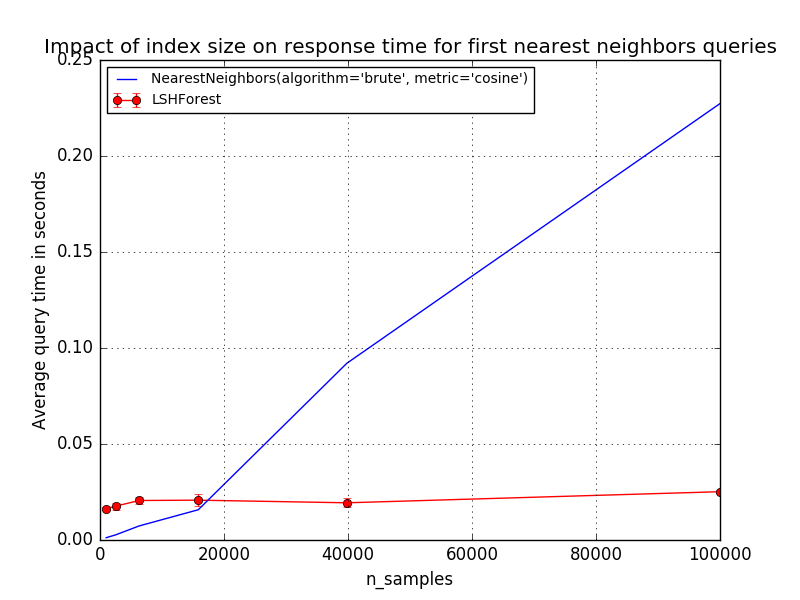 Impact of index size on response time for first nearest neighbors queries
NearestNeighbors(algorithm='brute', metric='cosine')
LSHForest
Average query time in seconds
0.25
0.20
0.15
0.10
0.05
0.00
0 20000 40000 60000 80000 100000
n_samples